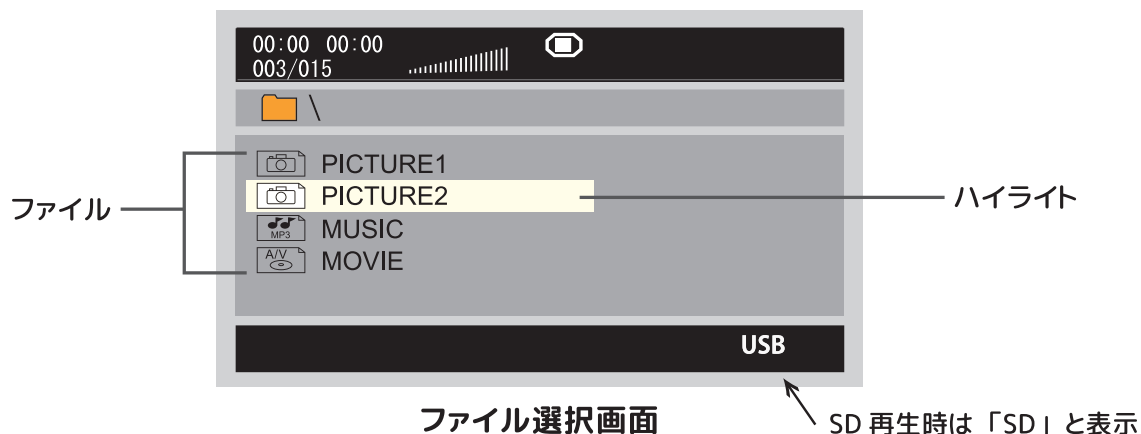 00:00 00:00
003/015
\
PICTURE1
PICTURE2
MP3 MUSIC
A/V MOVIE
ファイル
ハイライト
USB
ファイル選択画面
SD 再生時は「SD」と表示